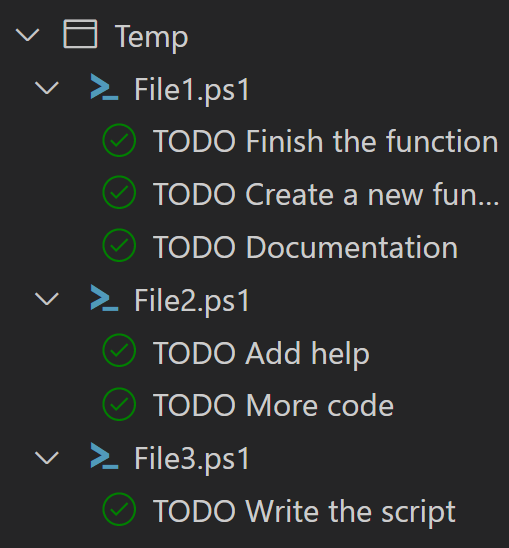 Temp
File1.ps1
TODO Finish the function
TODO Create a new fun...
TODO Documentation
File2.ps1
TODO Add help
TODO More code
File3.ps1
TODO Write the script